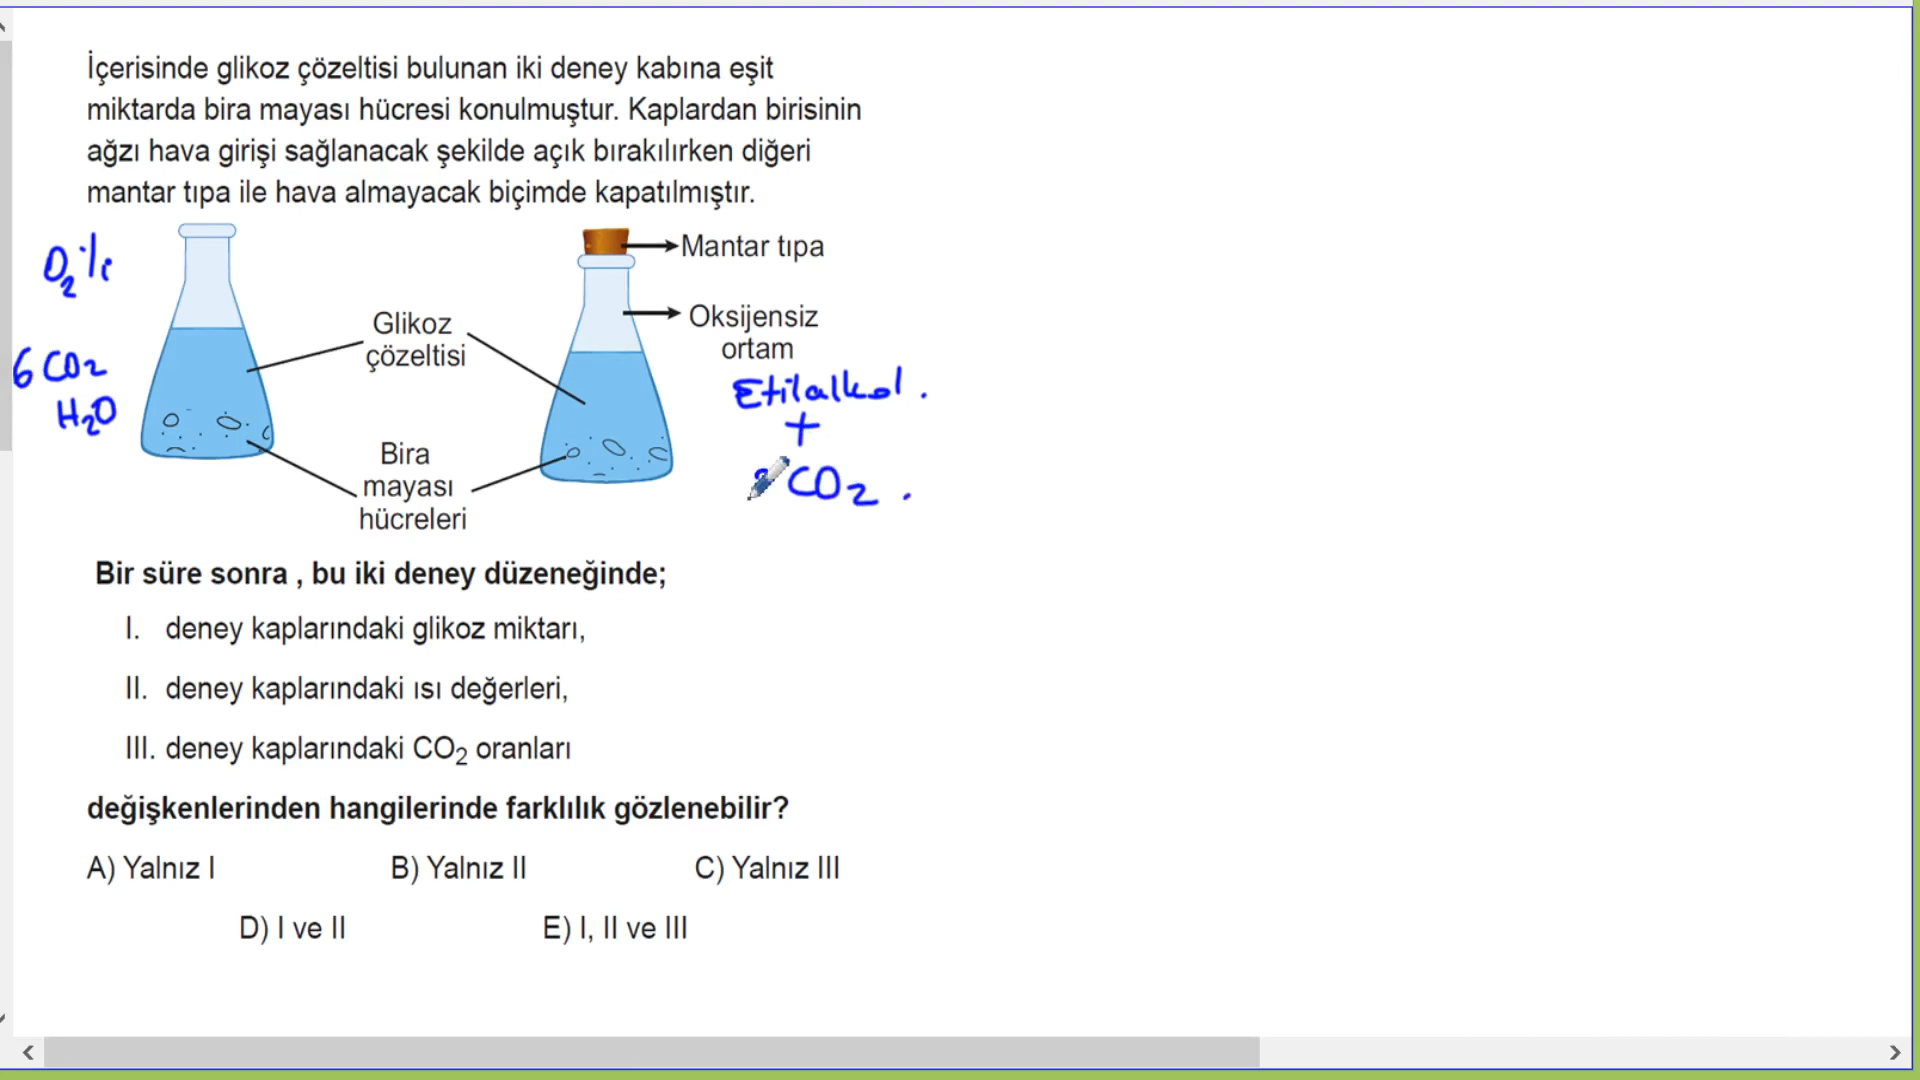 İçerisinde glikoz çözeltisi bulunan iki deney kabına eşit
miktarda bira mayası hücresi konulmuştur. Kaplardan birisinin
ağzı hava girişi sağlanacak şekilde açık bırakılırken diğeri
mantar tıpa ile hava almayacak biçimde kapatılmıştır.
Mantar tıpa
Oksijensiz
ortam
Glikoz
çözeltisi
6 CO2
H2O
Etilalkol.
+
CO2.
Bira
mayası
hücreleri
Bir süre sonra , bu iki deney düzeneğinde;
I. deney kaplarındaki glikoz miktarı,
II. deney kaplarındaki ısı değerleri,
III. deney kaplarındaki CO2 oranları
değişkenlerinden hangilerinde farklılık gözlenebilir?
A) Yalnız I B) Yalnız II C) Yalnız III
D) I ve II E) I, II ve III